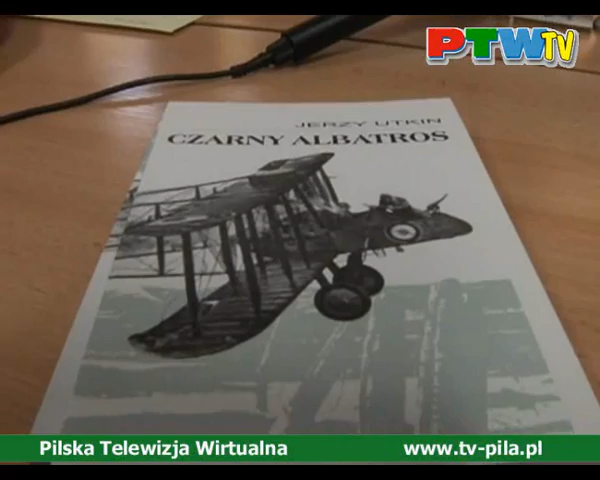 PTWTV
JERZY UTKIN
CZARNY ALBATROS
Pilska Telewizja Wirtualna www.tv-pila.pl